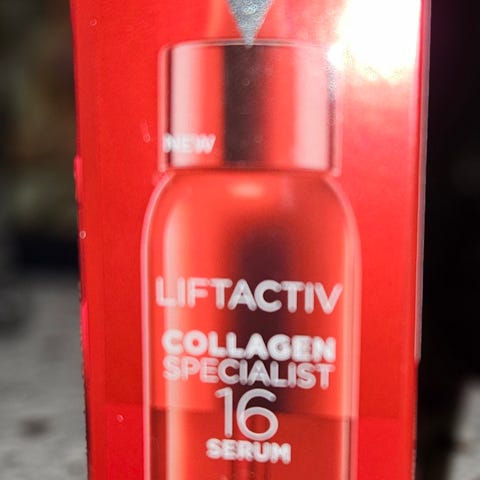 NEW
LIFTACTIV
COLLAGEN
SPECIALIST
16
SERUM